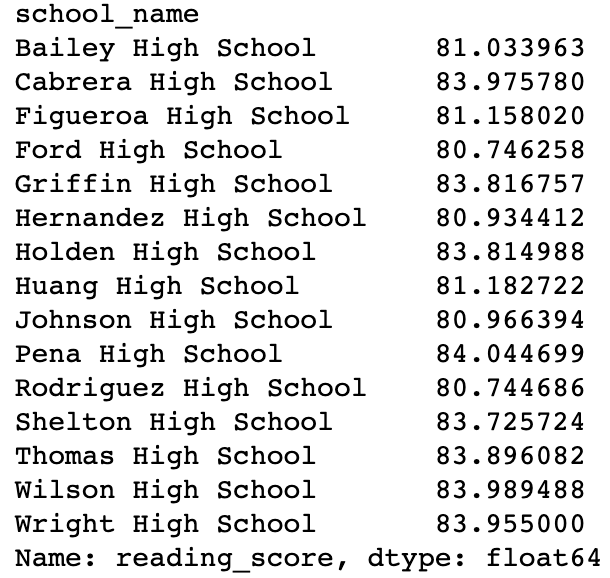 school_name
Bailey High School 81.033963
Cabrera High School 83.975780
Figueroa High School 81.158020
Ford High School 80.746258
Griffin High School 83.816757
Hernandez High School 80.934412
Holden High School 83.814988
Huang High School 81.182722
Johnson High School 80.966394
Pena High School 84.044699
Rodriguez High School 80.744686
Shelton High School 83.725724
Thomas High School 83.896082
Wilson High School 83.989488
Wright High School 83.955000
Name: reading_score, dtype: float64